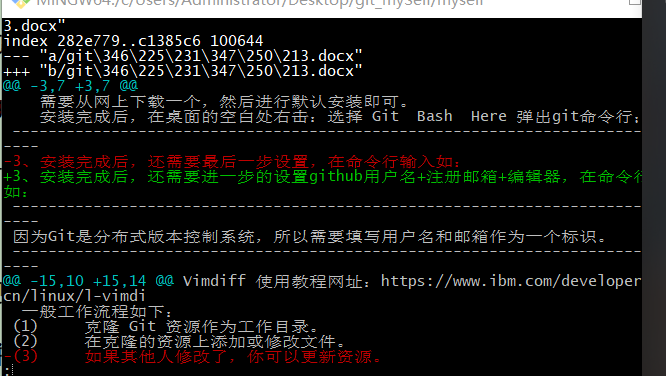 MINGW64:/c/Users/Administrator/Desktop/git_mySelf/myself
3.docx"
index 282e779..c1385c6 100644
--- "a/git\346\225\231\347\250\213.docx"
+++ "b/git\346\225\231\347\250\213.docx"
@@ -3,7 +3,7 @@
需要从网上下载一个，然后进行默认安装即可。
安装完成后，在桌面的空白处右击：选择 Git Bash Here 弹出git命令行；
--------------------------------------------------------------------------------
----
-3、安装完成后，还需要最后一步设置，在命令行输入如：
+3、安装完成后，还需要进一步的设置github用户名+注册邮箱+编辑器，在命令行
如：
--------------------------------------------------------------------------------
----
因为Git是分布式版本控制系统，所以需要填写用户名和邮箱作为一个标识。
--------------------------------------------------------------------------------
----
@@ -15,10 +15,14 @@ Vimdiff 使用教程网址：https://www.ibm.com/developer
cn/linux/l-vimdi
一般工作流程如下：
(1) 克隆 Git 资源作为工作目录。
(2) 在克隆的资源上添加或修改文件。
-(3) 如果其他人修改了，你可以更新资源。
: